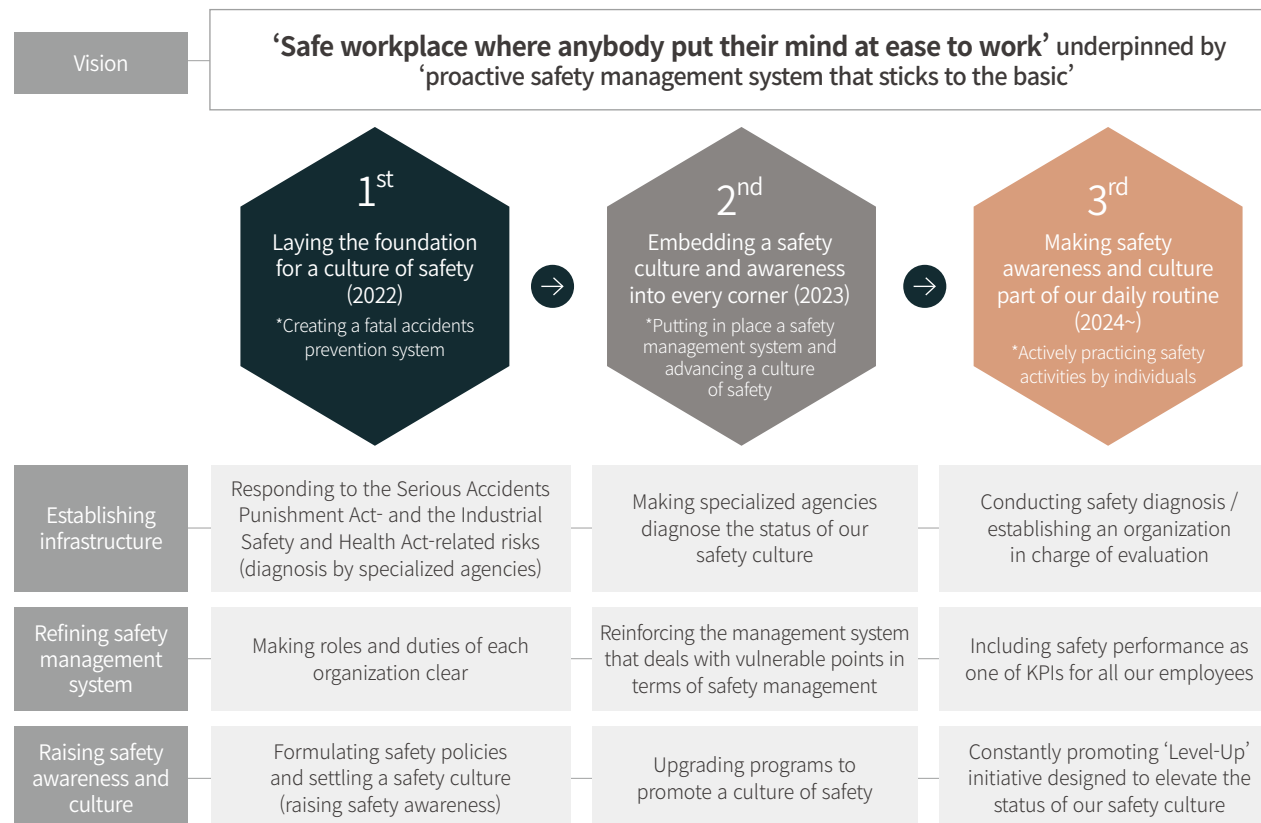 Vision
‘Safe workplace where anybody put their mind at ease to work’ underpinned by
‘proactive safety management system that sticks to the basic’
1st
Laying the foundation
for a culture of safety
(2022)
*Creating a fatal accidents
prevention system
2nd
Embedding a safety
culture and awareness
into every corner (2023)
*Putting in place a safety
management system and
advancing a culture
of safety
3rd
Making safety
awareness and culture
part of our daily routine
(2024~)
*Actively practicing safety
activities by individuals
Establishing
infrastructure
Responding to the Serious Accidents
Punishment Act- and the Industrial
Safety and Health Act-related risks
(diagnosis by specialized agencies)
Making specialized agencies
diagnose the status of our
safety culture
Conducting safety diagnosis /
establishing an organization
in charge of evaluation
Refining safety
management
system
Making roles and duties of each
organization clear
Reinforcing the management system
that deals with vulnerable points in
terms of safety management
Including safety performance as
one of KPIs for all our employees
Raising safety
awareness and
culture
Formulating safety policies
and settling a safety culture
(raising safety awareness)
Upgrading programs to
promote a culture of safety
Constantly promoting ‘Level-Up’
initiative designed to elevate the
status of our safety culture